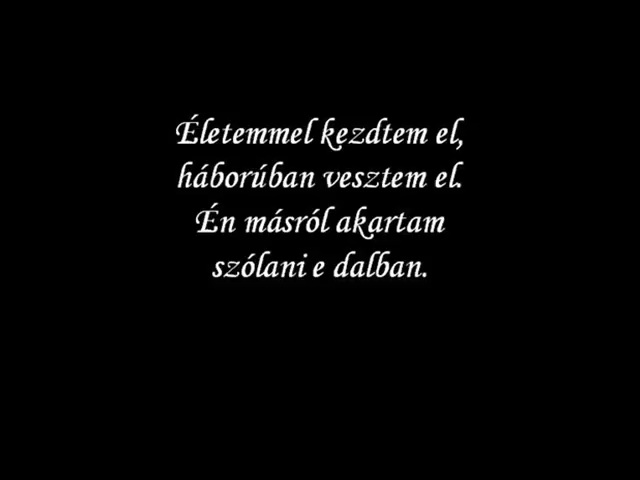 Életemmel kezdtem el,
háborúban vesztem el.
Én másról akartam
szólani e dalban.